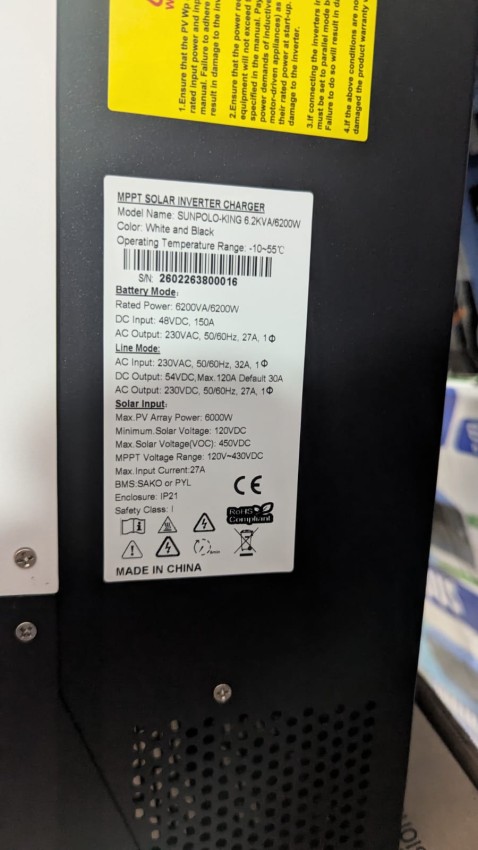 1.Ensure that the PV Wp
rated input power and inp
manual. Failure to adhere
result in damage to the inv
2.Ensure that the power req
equipment will not exceed
specified in the manual. Pay
power demands of inductive
motor-driven appliances) as
their rated power at start-up.
damage to the inverter.
3.If connecting the inverters in
must be set to parallel mode b
Failure to do so will result in da
4.If the above conditions are no
damaged the product warranty
MPPT SOLAR INVERTER CHARGER
Model Name: SUNPOLO-KING 6.2KVA/6200W
Color: White and Black
Operating Temperature Range: -10~55℃
S/N: 2602263800016
Battery Mode:
Rated Power: 6200VA/6200W
DC Input: 48VDC, 150A
AC Output: 230VAC, 50/60Hz, 27A, 1Φ
Line Mode:
AC Input: 230VAC, 50/60Hz, 32A, 1Φ
DC Output: 54VDC,Max.120A Default 30A
AC Output: 230VDC, 50/60Hz, 27A, 1Φ
Solar Input:
Max.PV Array Power: 6000W
Minimum.Solar Voltage: 120VDC
Max.Solar Voltage(VOC): 450VDC
MPPT Voltage Range: 120V~430VDC
Max.Input Current:27A
BMS:SAKO or PYL
Enclosure: IP21
Safety Class: I
CE
RoHS
Compliant
MADE IN CHINA